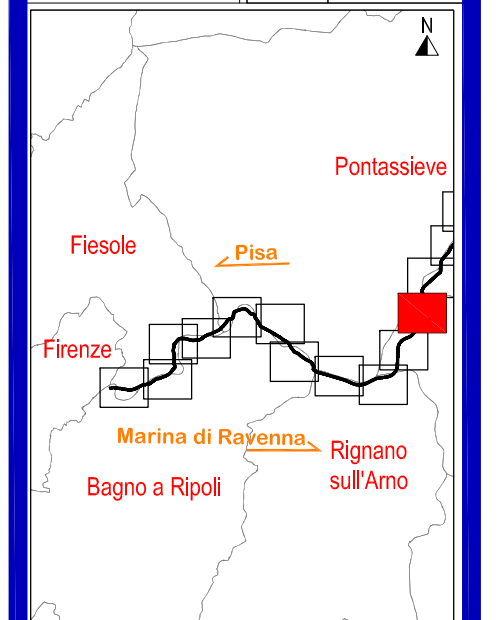 N
Pontassieve
Fiesole
Pisa
Firenze
Marina di Ravenna
Rignano
sull'Arno
Bagno a Ripoli